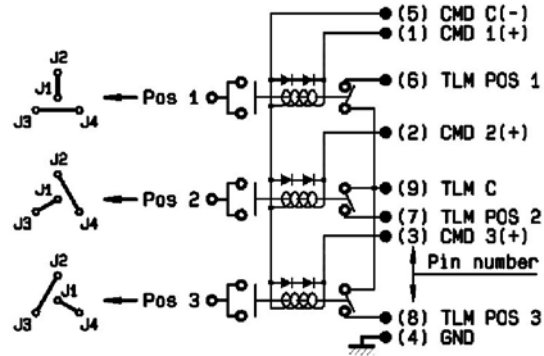 (5) CMD C(-)
(1) CMD 1(+)
J2
J1
J3 J4
Pos 1
(6) TLM POS 1
(2) CMD 2(+)
J2
J1
J3 J4
Pos 2
(9) TLM C
(7) TLM POS 2
(3) CMD 3(+)
Pin number
J2
J1
J3 J4
Pos 3
(8) TLM POS 3
(4) GND